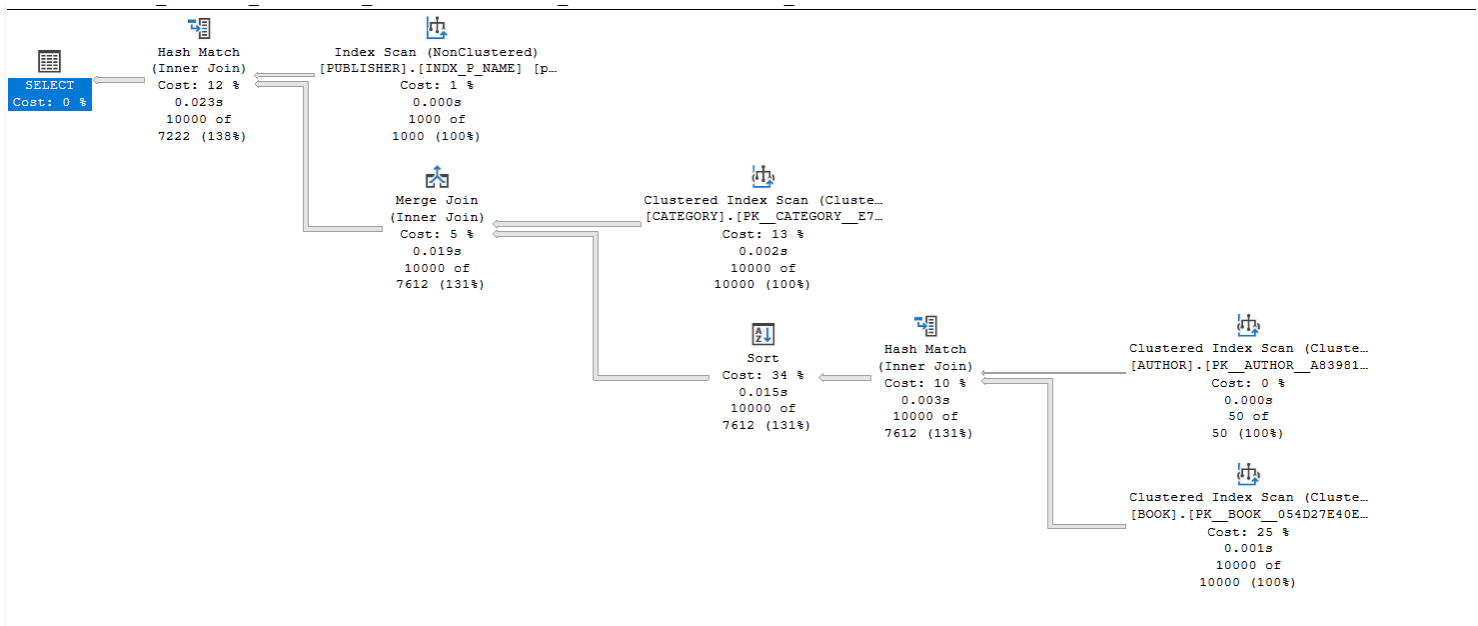 SELECT
Cost: 0 %
Hash Match
(Inner Join)
Cost: 12 %
0.023s
10000 of
7222 (138%)
Index Scan (NonClustered)
[PUBLISHER].[INDX_P_NAME] [p…
Cost: 1 %
0.000s
1000 of
1000 (100%)
Merge Join
(Inner Join)
Cost: 5 %
0.019s
10000 of
7612 (131%)
Clustered Index Scan (Cluste…
[CATEGORY].[PK__CATEGORY__E7…
Cost: 13 %
0.002s
10000 of
10000 (100%)
Sort
Cost: 34 %
0.015s
10000 of
7612 (131%)
Hash Match
(Inner Join)
Cost: 10 %
0.003s
10000 of
7612 (131%)
Clustered Index Scan (Cluste…
[AUTHOR].[PK__AUTHOR__A83981…
Cost: 0 %
0.000s
50 of
50 (100%)
Clustered Index Scan (Cluste…
[BOOK].[PK__BOOK__054D27E40E…
Cost: 25 %
0.001s
10000 of
10000 (100%)